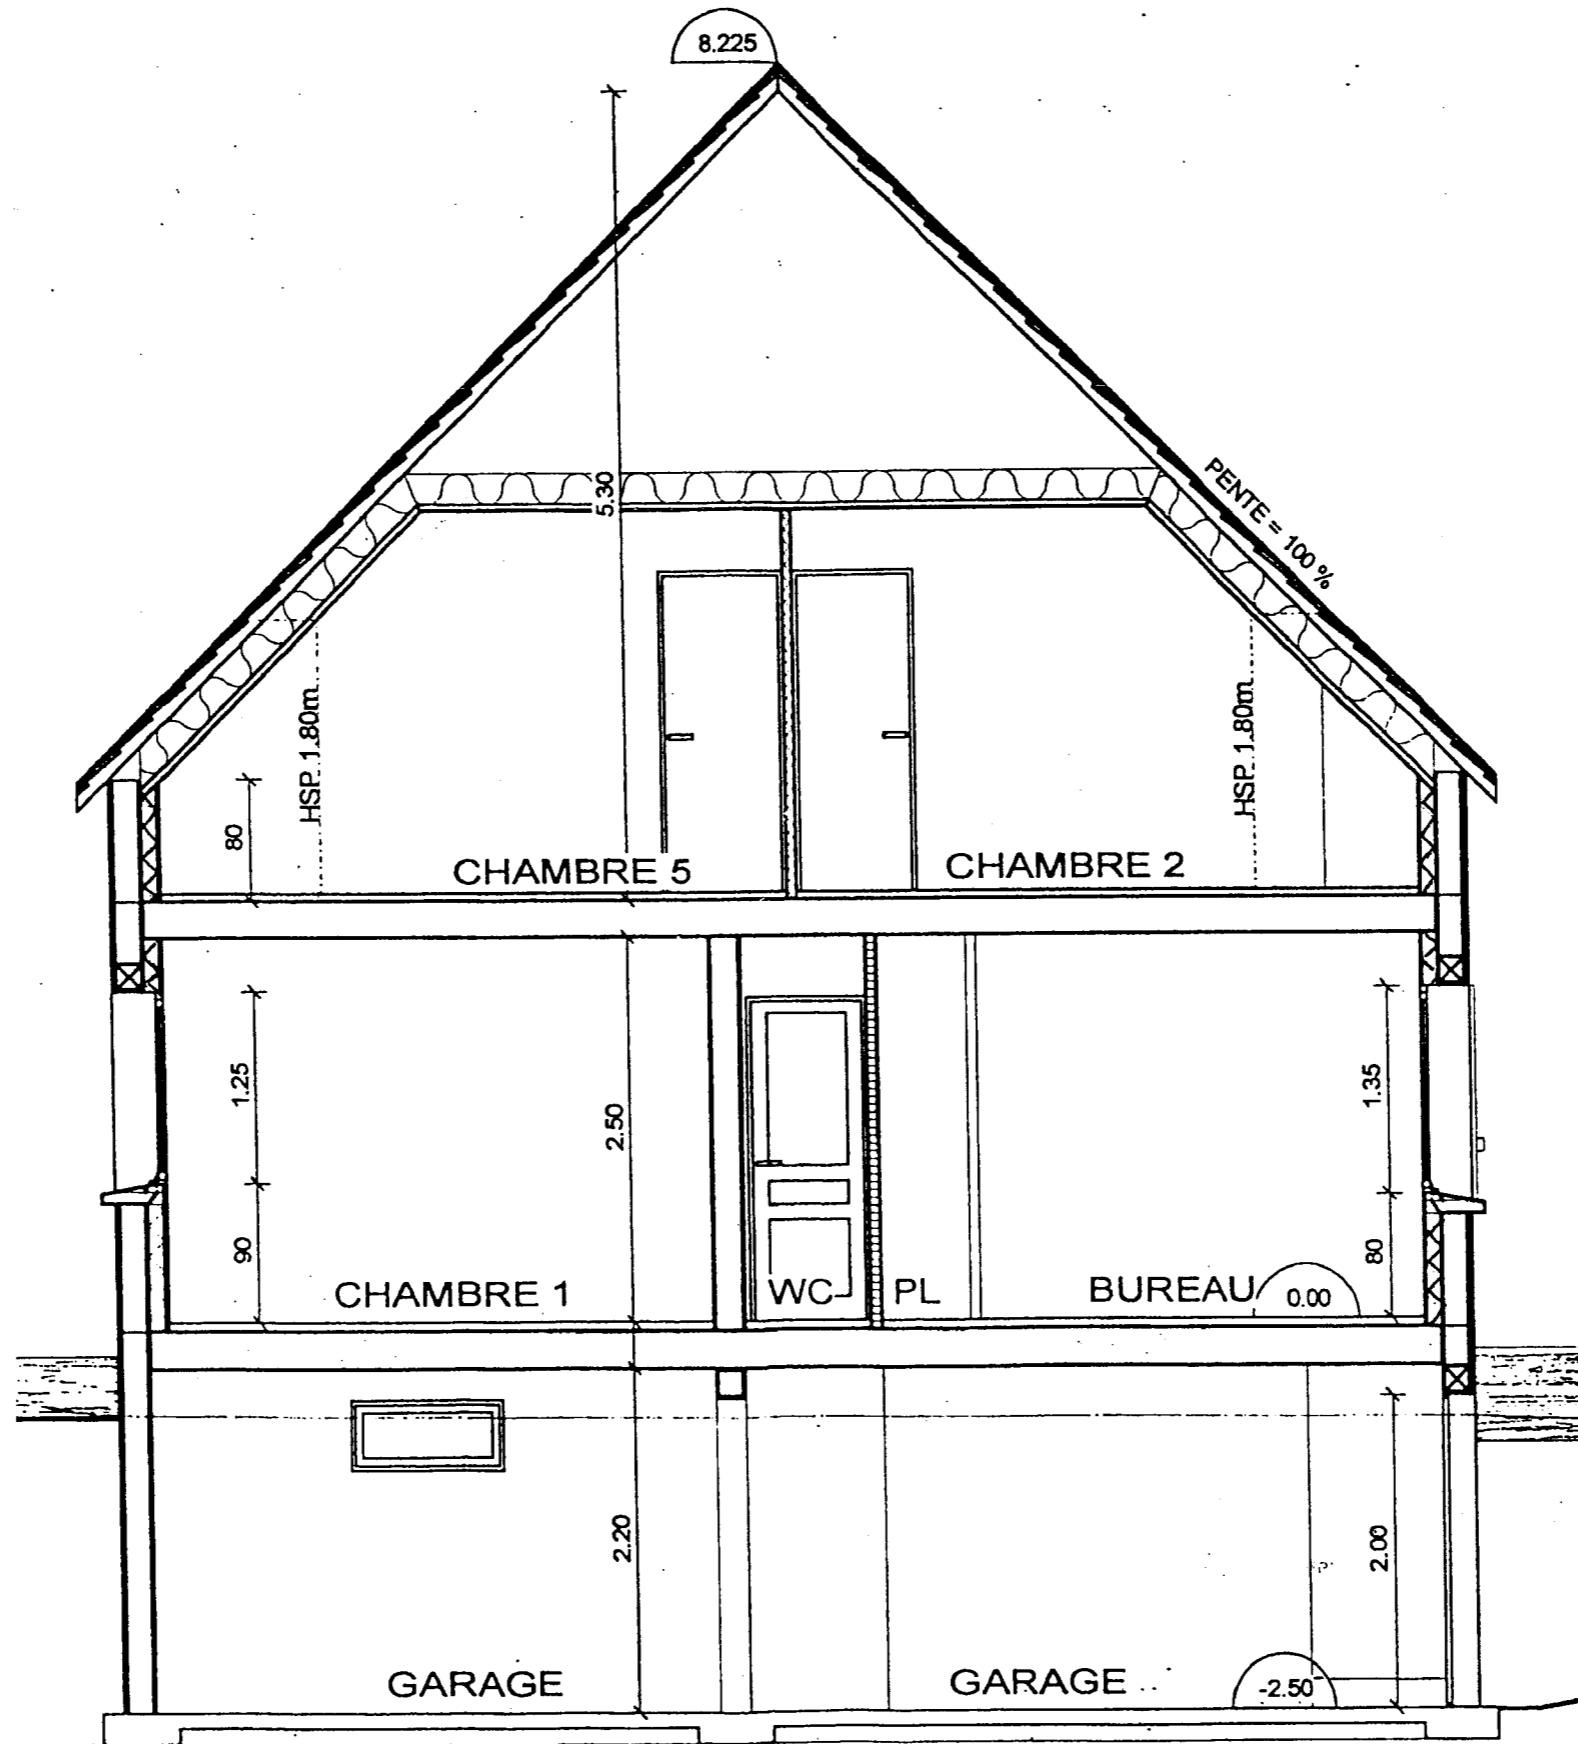 8.225
5.30
PENTE = 100 %
HSP. 1.80m
HSP. 1.80m
80
CHAMBRE 5
CHAMBRE 2
1.25
2.50
1.35
90
80
CHAMBRE 1
WC
PL
BUREAU
0.00
2.20
2.00
GARAGE
GARAGE
-2.50